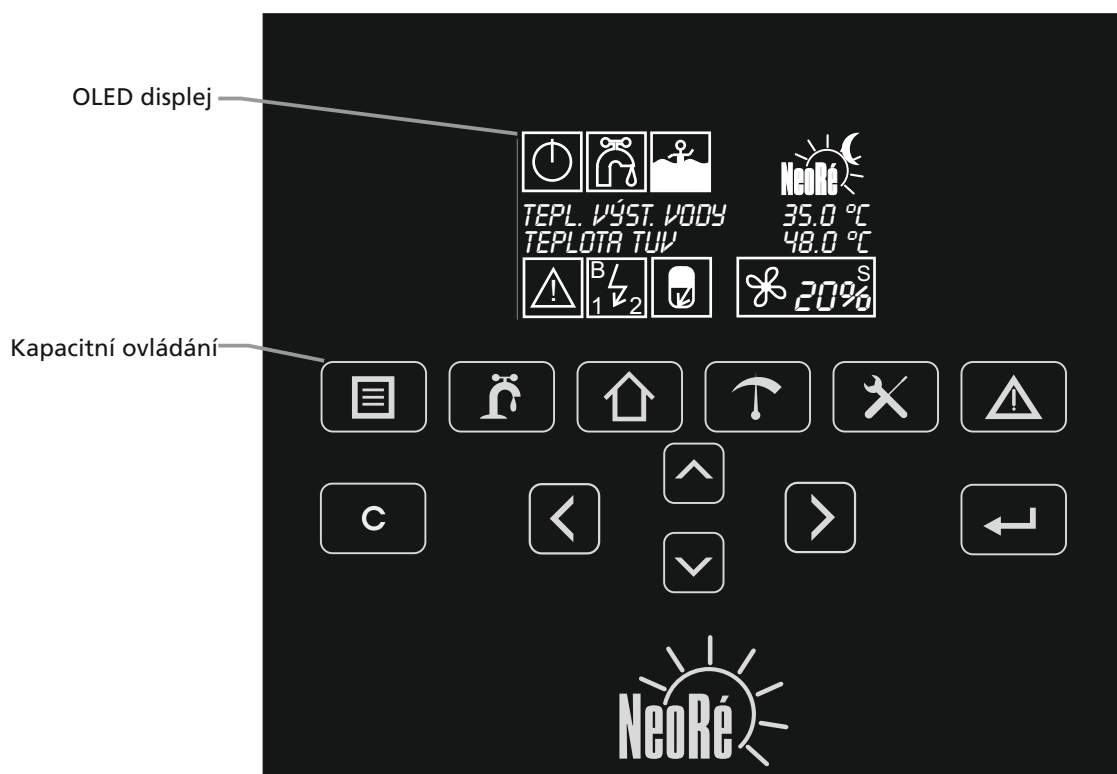 OLED displej
NeoRé
TEPL. VÝST. VODY 35.0 °C
TEPLOTA TUV 48.0 °C
B 1 2
20% S
Kapacitní ovládání
C
NeoRé